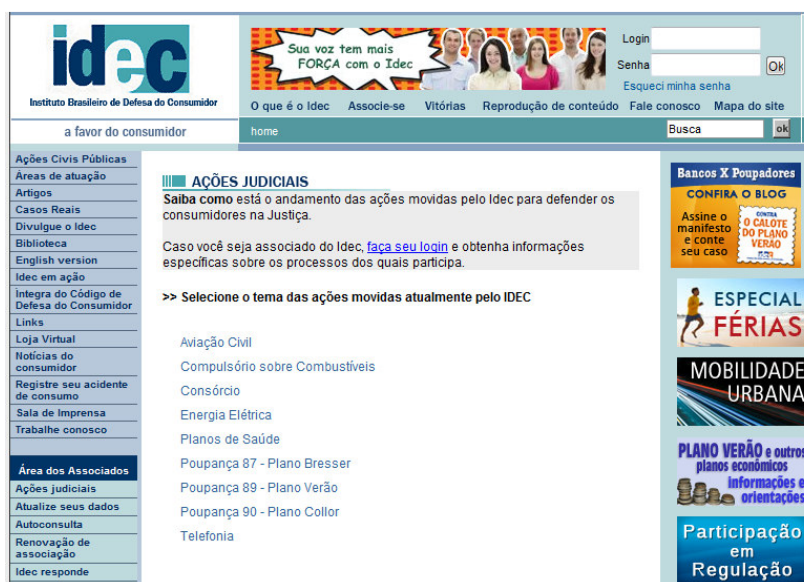 idec
Instituto Brasileiro de Defesa do Consumidor
a favor do consumidor
Sua voz tem mais
FORÇA com o Idec
Login
Senha
Ok
Esqueci minha senha
O que é o Idec Associe-se Vitórias Reprodução de conteúdo Fale conosco Mapa do site
home
Busca
ok
Ações Civis Públicas
Áreas de atuação
Artigos
Casos Reais
Divulgue o Idec
Biblioteca
English version
Idec em ação
Íntegra do Código de
Defesa do Consumidor
Links
Loja Virtual
Notícias do
consumidor
Registre seu acidente
de consumo
Sala de Imprensa
Trabalhe conosco
Área dos Associados
Ações judiciais
Atualize seus dados
Autoconsulta
Renovação de
associação
Idec responde
AÇÕES JUDICIAIS
Saiba como está o andamento das ações movidas pelo Idec para defender os
consumidores na Justiça.
Caso você seja associado do Idec, faça seu login e obtenha informações
específicas sobre os processos dos quais participa.
>> Selecione o tema das ações movidas atualmente pelo IDEC
Aviação Civil
Compulsório sobre Combustíveis
Consórcio
Energia Elétrica
Planos de Saúde
Poupança 87 - Plano Bresser
Poupança 89 - Plano Verão
Poupança 90 - Plano Collor
Telefonia
Bancos X Poupadores
CONFIRA O BLOG
Assine o
manifesto
e conte
seu caso
CONTRA
O CALOTE
DO PLANO
VERÃO
ESPECIAL
FÉRIAS
MOBILIDADE
URBANA
PLANO VERÃO e outros
planos econômicos
informações e
orientações
Participação
em
Regulação